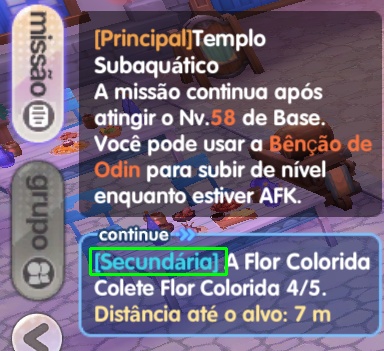 missão
[Principal]Templo
Subaquático
A missão continua após
atingir o Nv.58 de Base.
Você pode usar a Bênção de
Odin para subir de nível
enquanto estiver AFK.
grupo
continue
[Secundária] A Flor Colorida
Colete Flor Colorida 4/5.
Distância até o alvo: 7 m